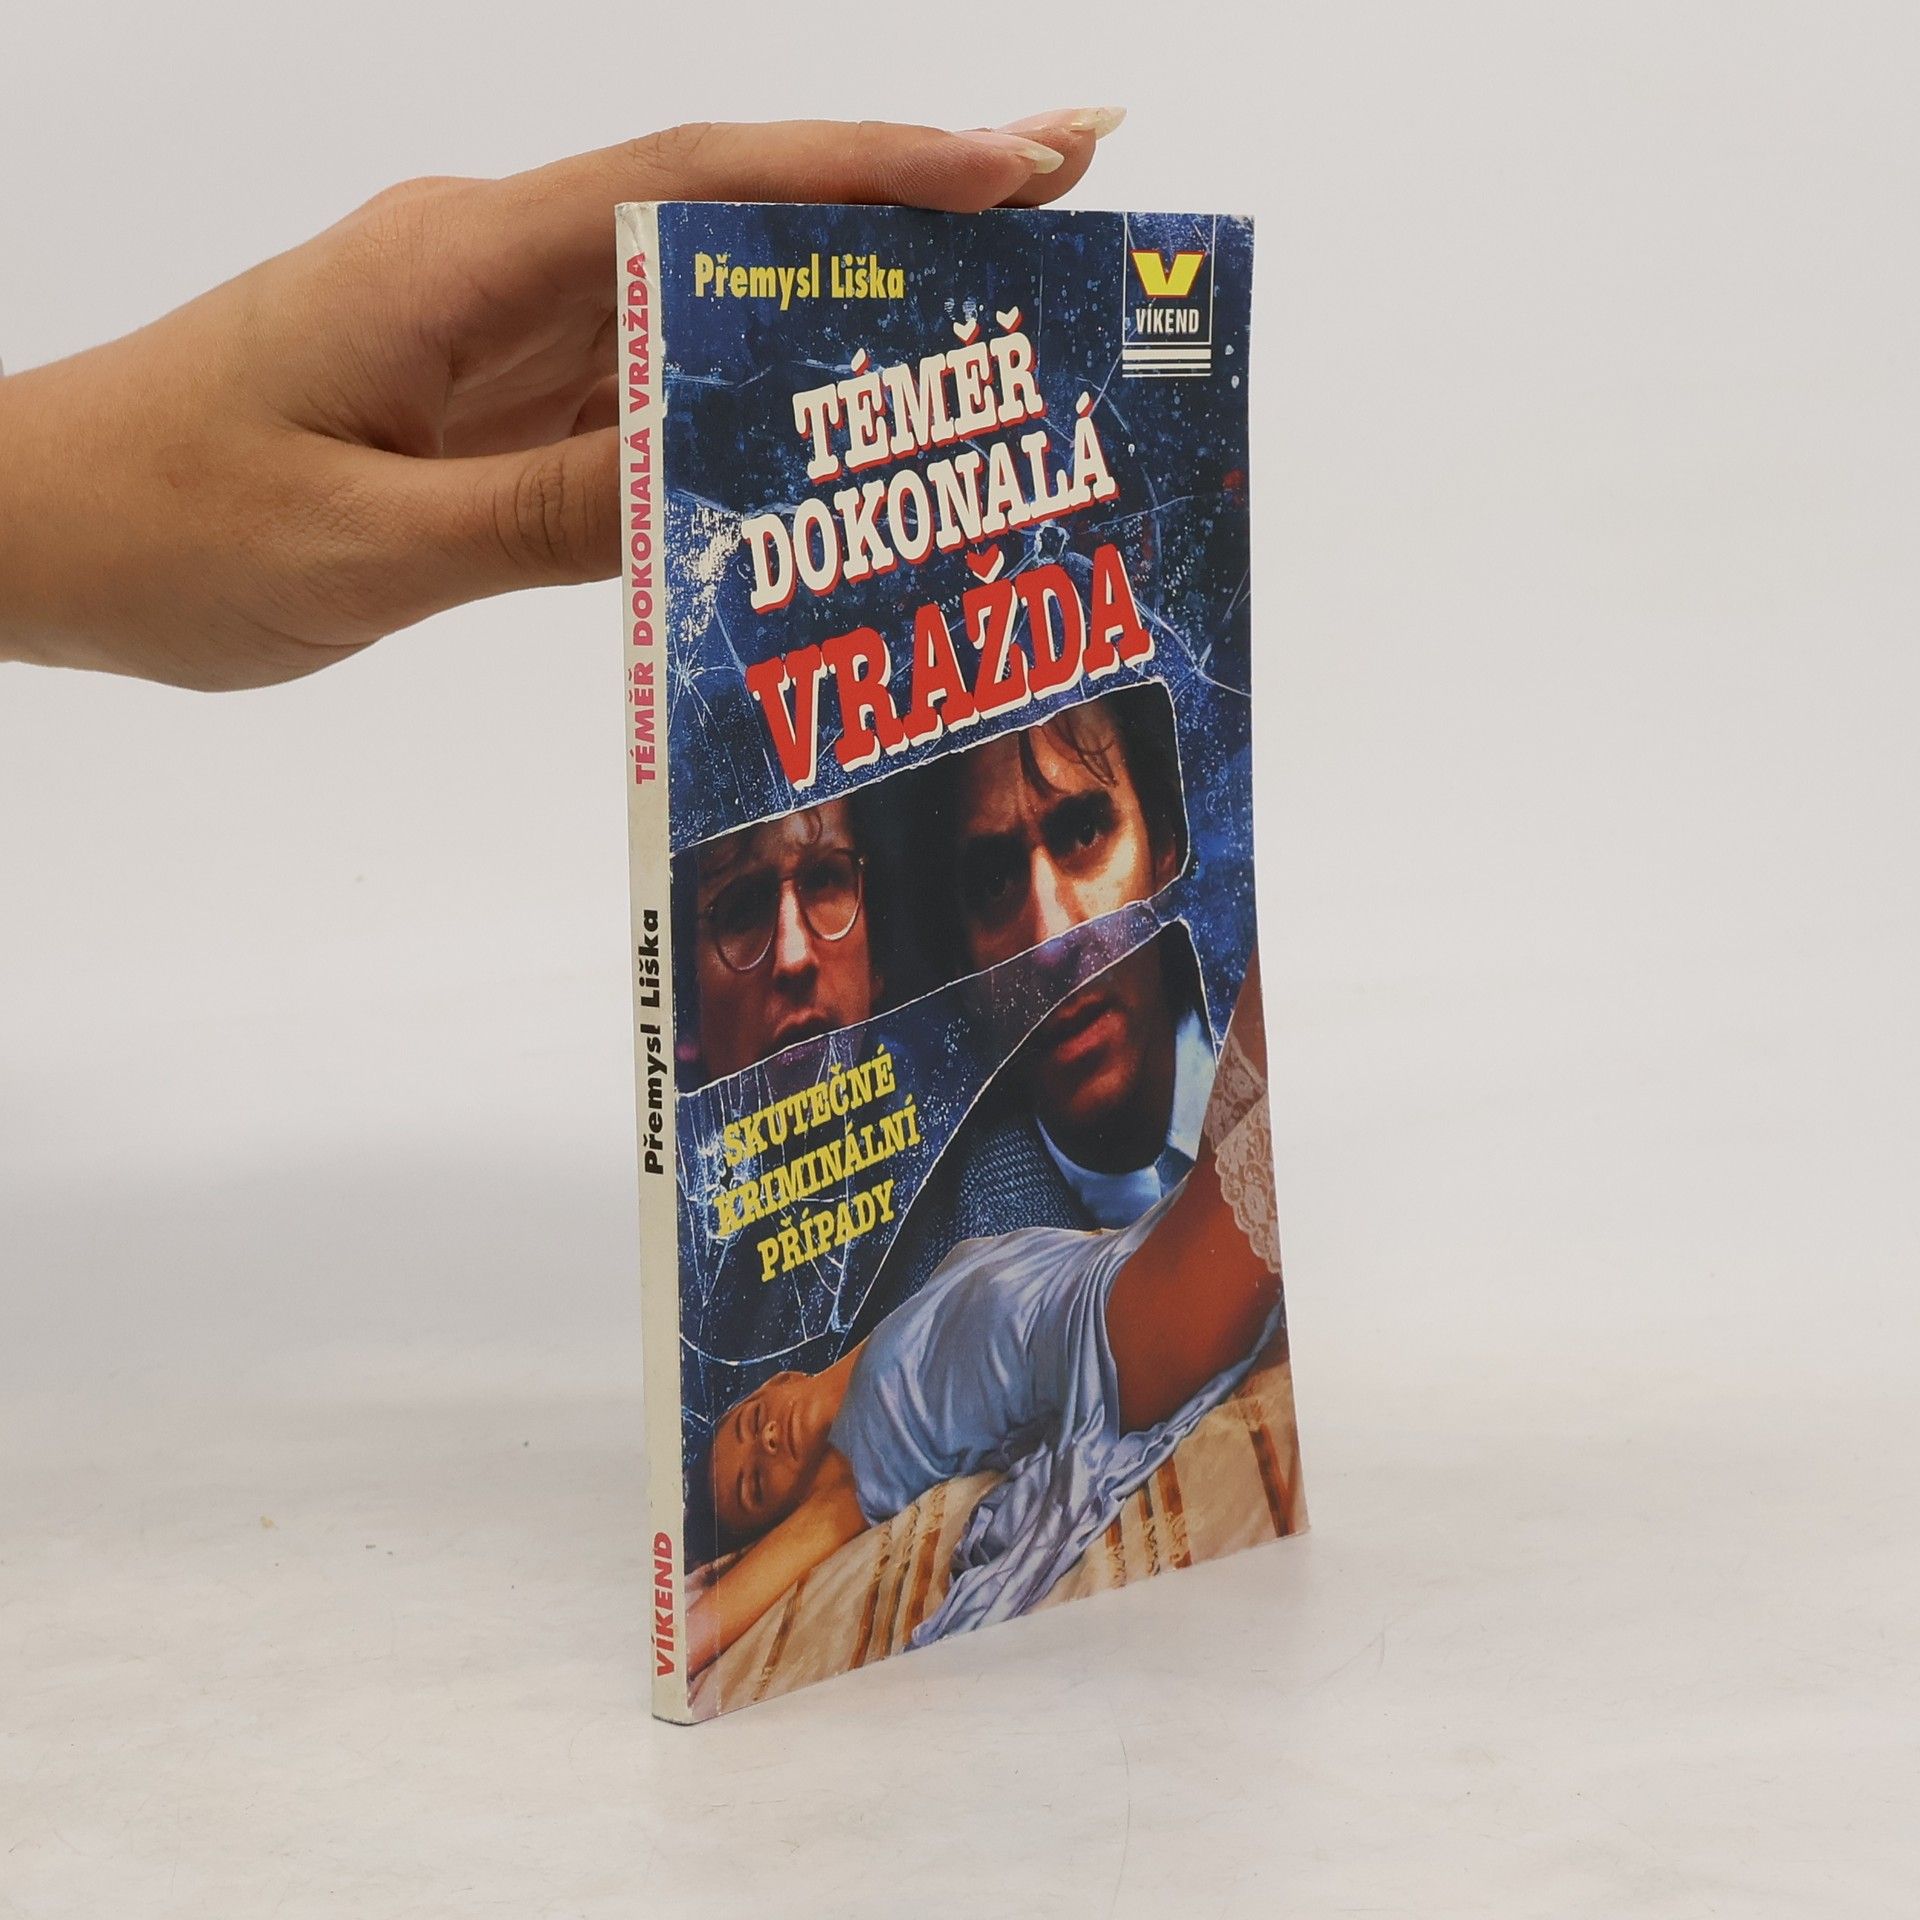 Přemysl Liška
VÍKEND
TÉMĚŘ
DOKONALÁ
VRAŽDA
SKUTEČNÉ
KRIMINÁLNÍ
PŘÍPADY
TÉMĚŘ DOKONALÁ VRAŽDA
Přemysl Liška
VÍKEND